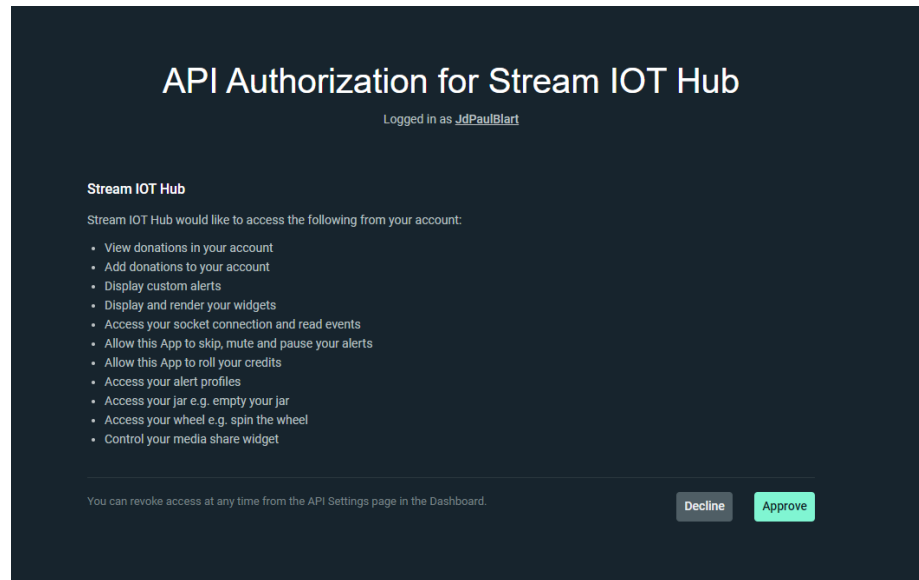 API Authorization for Stream IOT Hub
Logged in as JdPaulBlart
Stream IOT Hub
Stream IOT Hub would like to access the following from your account:
• View donations in your account
• Add donations to your account
• Display custom alerts
• Display and render your widgets
• Access your socket connection and read events
• Allow this App to skip, mute and pause your alerts
• Allow this App to roll your credits
• Access your alert profiles
• Access your jar e.g. empty your jar
• Access your wheel e.g. spin the wheel
• Control your media share widget
You can revoke access at any time from the API Settings page in the Dashboard.
Decline
Approve